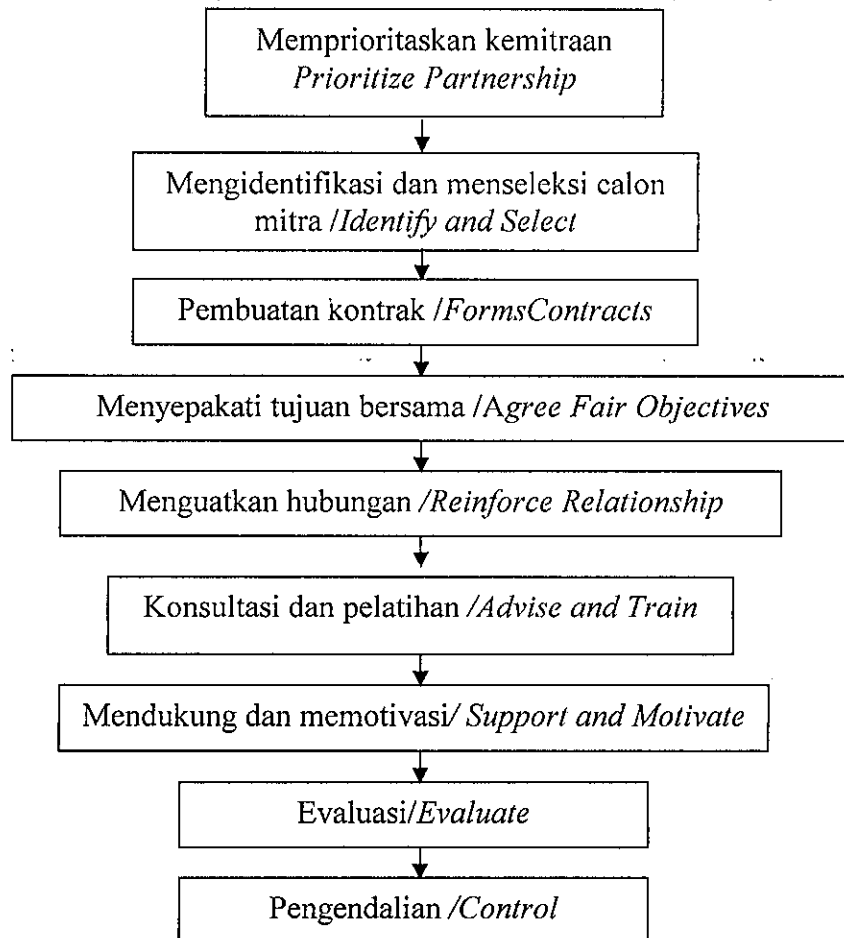 Memprioritaskan kemitraan
Prioritize Partnership
Mengidentifikasi dan menseleksi calon
mitra /Identify and Select
Pembuatan kontrak /FormsContracts
Menyepakati tujuan bersama /Agree Fair Objectives
Menguatkan hubungan /Reinforce Relationship
Konsultasi dan pelatihan /Advise and Train
Mendukung dan memotivasi/ Support and Motivate
Evaluasi/Evaluate
Pengendalian /Control